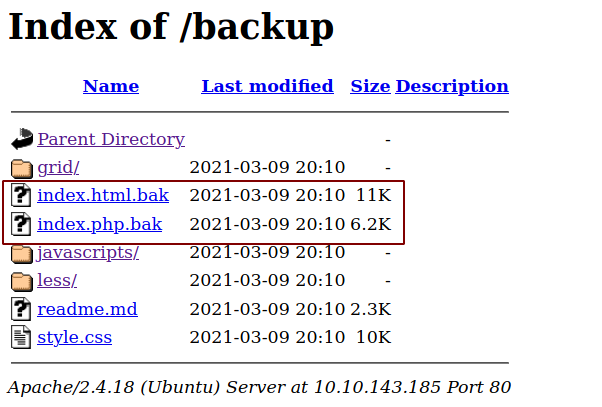 Index of /backup
Name Last modified Size Description
Parent Directory -
grid/ 2021-03-09 20:10 -
index.html.bak 2021-03-09 20:10 11K
index.php.bak 2021-03-09 20:10 6.2K
javascripts/ 2021-03-09 20:10 -
less/ 2021-03-09 20:10 -
readme.md 2021-03-09 20:10 2.3K
style.css 2021-03-09 20:10 10K
Apache/2.4.18 (Ubuntu) Server at 10.10.143.185 Port 80